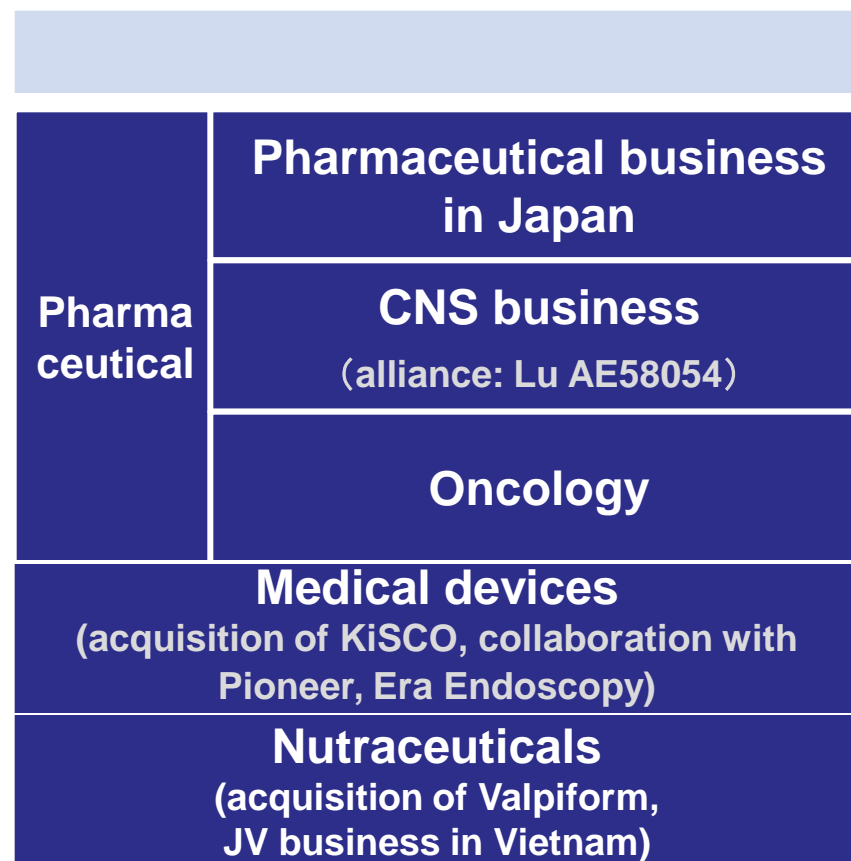 Pharmaceutical business
in Japan
Pharma
ceutical
CNS business
（alliance: Lu AE58054）
Oncology
Medical devices
(acquisition of KiSCO, collaboration with
Pioneer, Era Endoscopy)
Nutraceuticals
(acquisition of Valpiform,
JV business in Vietnam)